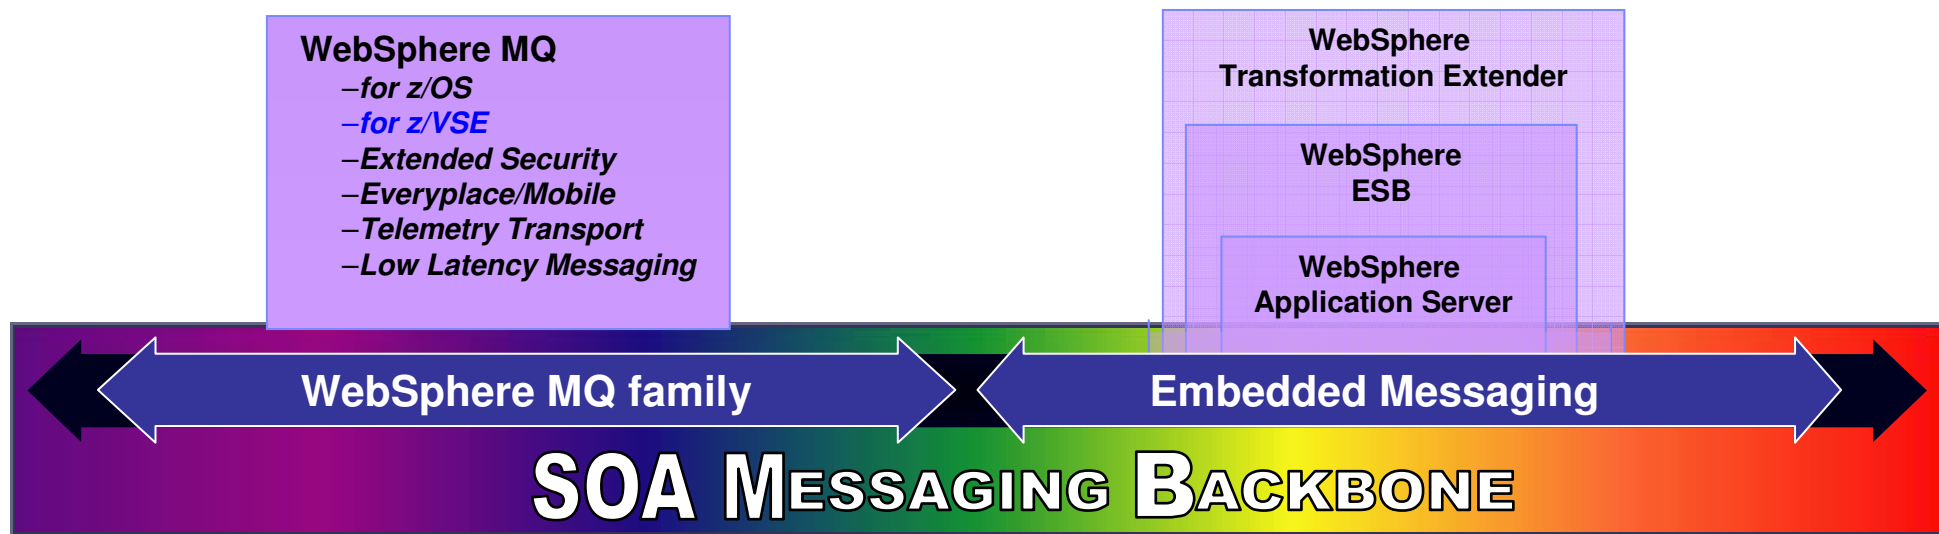 WebSphere MQ
–for z/OS
–for z/VSE
–Extended Security
–Everyplace/Mobile
–Telemetry Transport
–Low Latency Messaging
WebSphere
Transformation Extender
WebSphere
ESB
WebSphere
Application Server
WebSphere MQ family
Embedded Messaging
SOA MESSAGING BACKBONE